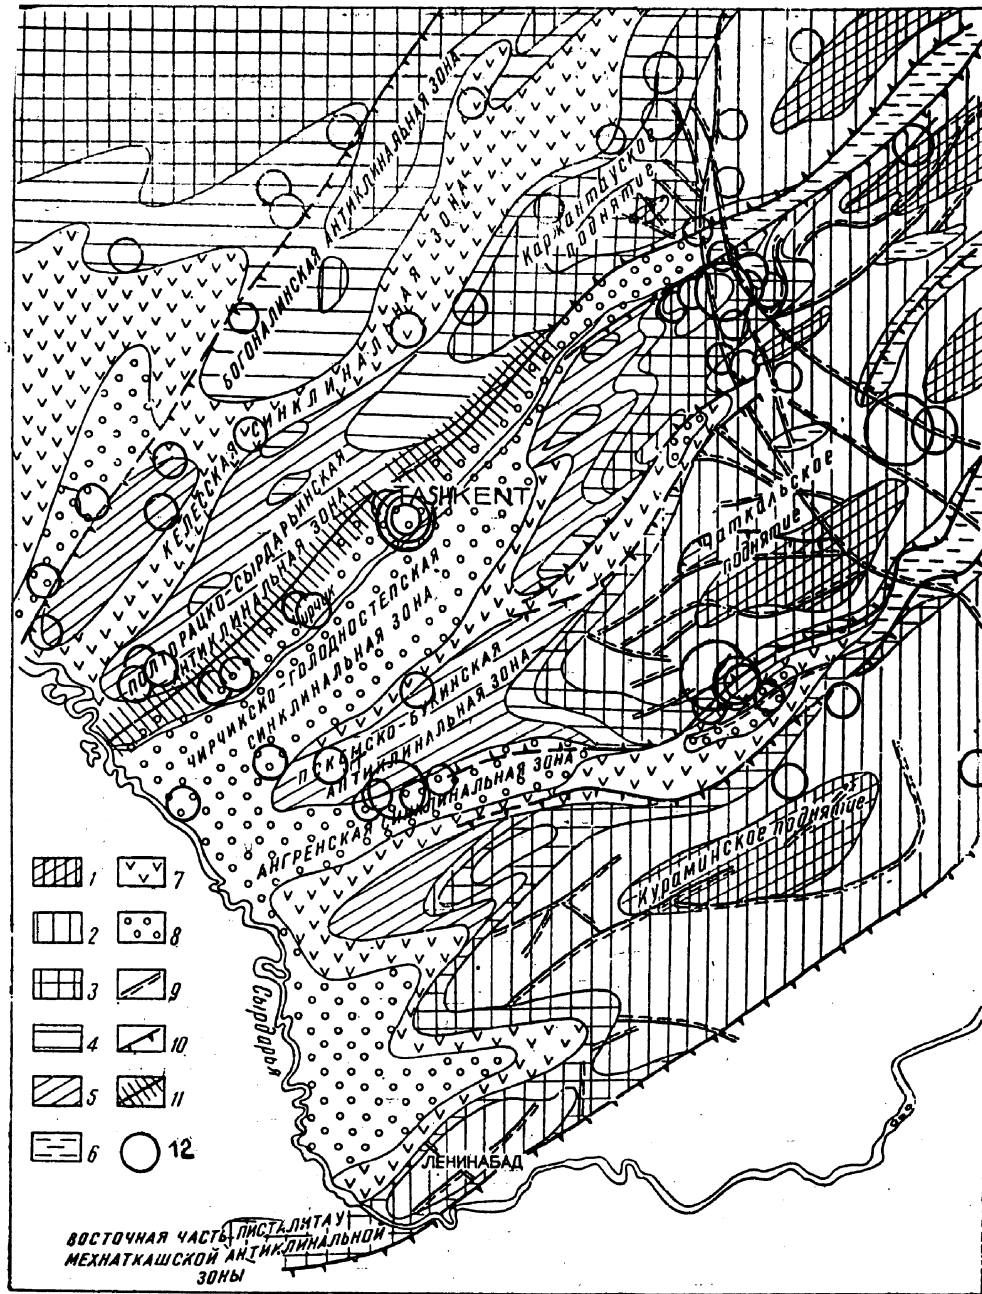 БОГОНАЛИНСКАЯ АНТИКЛИНАЛЬНАЯ ЗОНА
КЕЛЕССКАЯ СИНКЛИНАЛЬНАЯ ЗОНА
Каржантауское
поднятие
TASHKENT
ПОЛТОРАЦКО-СЫРДАРЬИНСКАЯ
АНТИКЛИНАЛЬНАЯ ЗОНА
ЧИРЧИК
ЧИРЧИКСКО-ГОЛОДНОСТЕПСКАЯ
СИНКЛИНАЛЬНАЯ ЗОНА
Чаткальское
поднятие
ПСКЕМСКО-БУКИНСКАЯ
АНТИКЛИНАЛЬНАЯ ЗОНА
АНГРЕНСКАЯ СИНКЛИНАЛЬНАЯ ЗОНА
Кураминское поднятие
1 7
2 8
3 9
4 10
5 11
6 12
Сырдарья
ЛЕНИНАБАД
ВОСТОЧНАЯ ЧАСТЬ ПИСТАЛИТАУ
МЕХНАТКАШСКОЙ АНТИКЛИНАЛЬНОЙ
ЗОНЫ